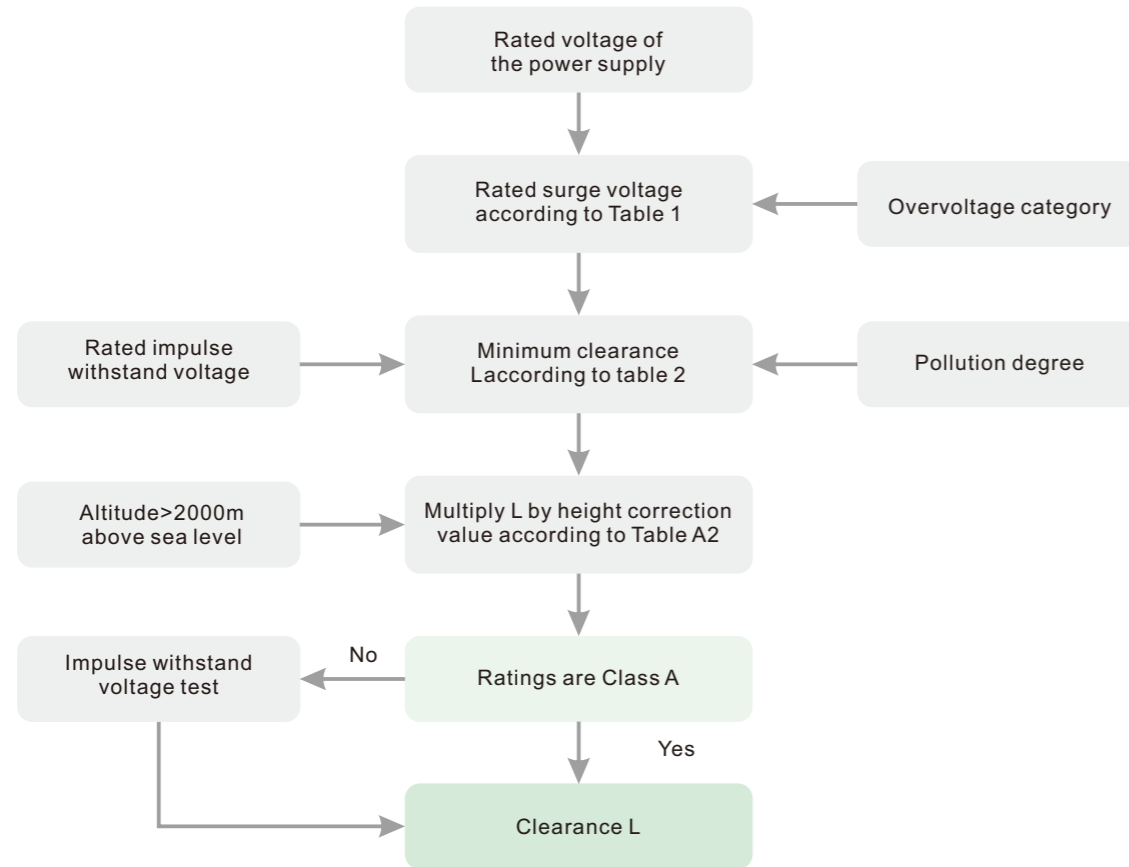 Rated voltage of
the power supply
Rated surge voltage
according to Table 1
Overvoltage category
Rated impulse
withstand voltage
Minimum clearance
Laccording to table 2
Pollution degree
Altitude>2000m
above sea level
Multiply L by height correction
value according to Table A2
Impulse withstand
voltage test
No
Ratings are Class A
Yes
Clearance L